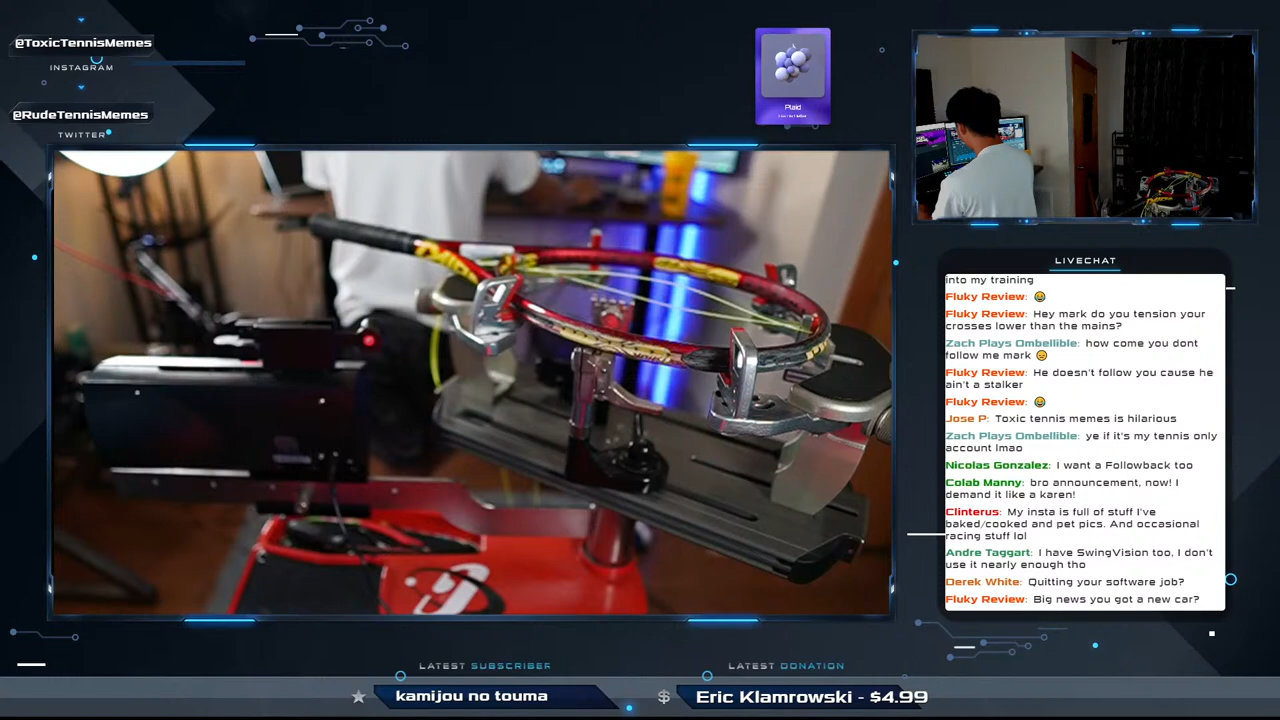 @ToxicTennisMemes
INSTAGRAM
@RudeTennisMemes
TWITTER
Plaid
LIVECHAT
into my training
Fluky Review: 😄
Fluky Review: Hey mark do you tension your
crosses lower than the mains?
Zach Plays Ombellible: how come you dont
follow me mark 😔
Fluky Review: He doesn't follow you cause he
ain't a stalker
Fluky Review: 😄
Jose P: Toxic tennis memes is hilarious
Zach Plays Ombellible: ye if it's my tennis only
account lmao
Nicolas Gonzalez: I want a Followback too
Colab Manny: bro announcement, now! I
demand it like a karen!
Clinterus: My insta is full of stuff I've
baked/cooked and pet pics. And occasional
racing stuff lol
Andre Taggart: I have SwingVision too, I don't
use it nearly enough tho
Derek White: Quitting your software job?
Fluky Review: Big news you got a new car?
LATEST SUBSCRIBER
kamijou no touma
LATEST DONATION
$ Eric Klamrowski - $4.99